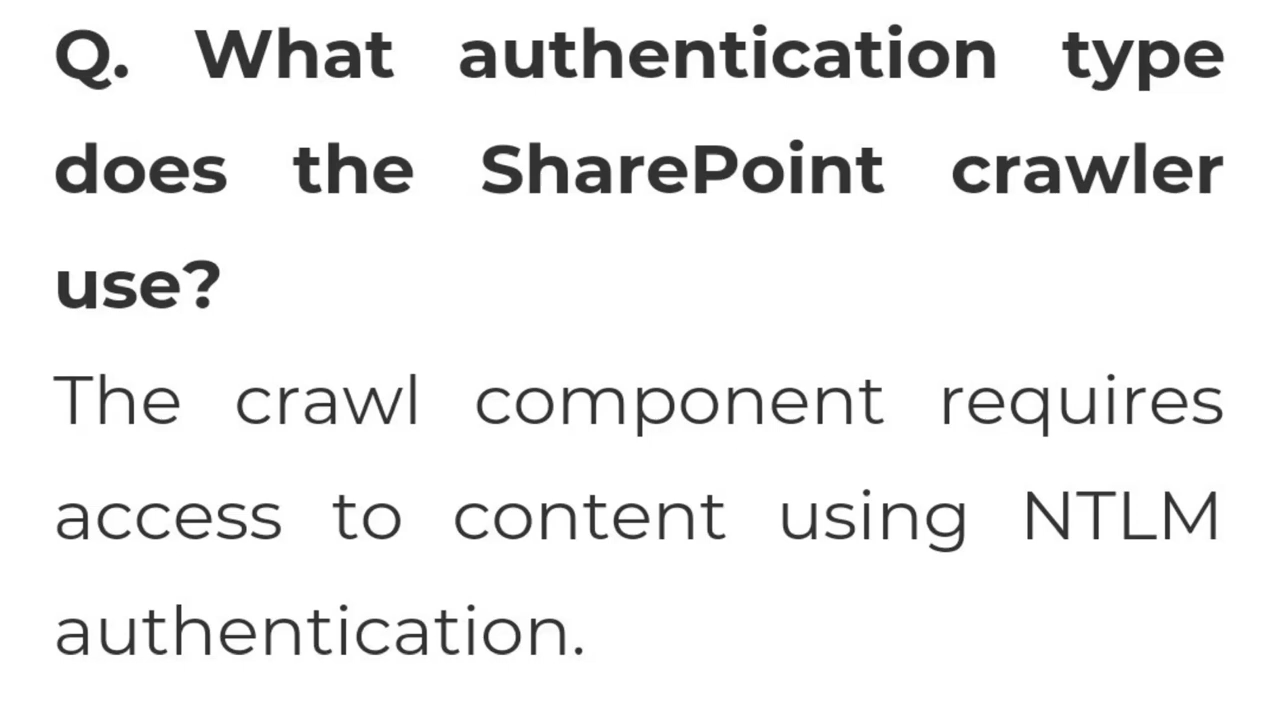 Q. What authentication type
does the SharePoint crawler
use?
The crawl component requires
access to content using NTLM
authentication.